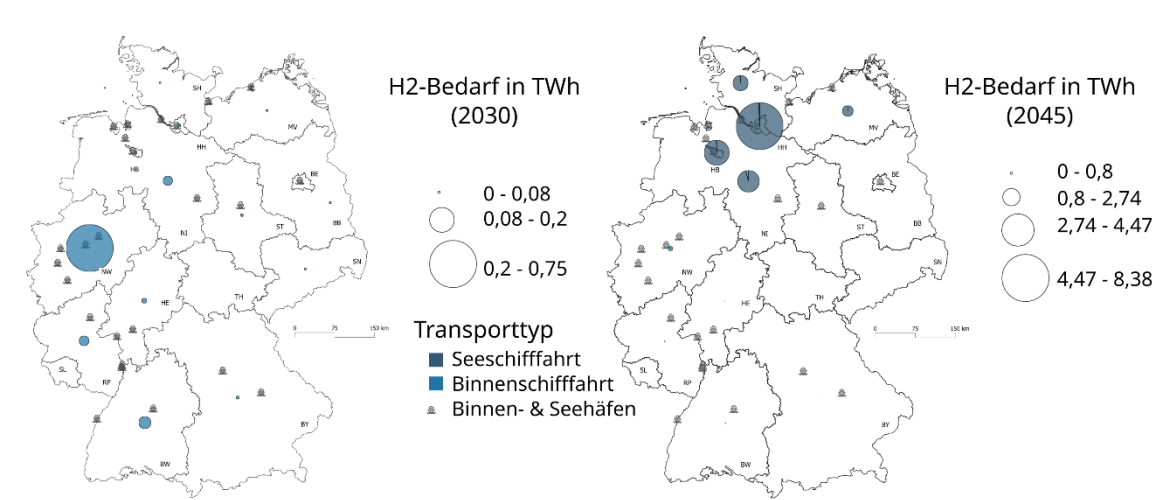 H2-Bedarf in TWh
(2030)
0 - 0,08
0,08 - 0,2
0,2 - 0,75
Transporttyp
Seeschifffahrt
Binnenschifffahrt
Binnen- & Seehäfen
SH
MV
HH
HB
BE
BB
NI
ST
NW
SN
HE
TH
SL
RP
BY
BW
0
75
150 km
H2-Bedarf in TWh
(2045)
0 - 0,8
0,8 - 2,74
2,74 - 4,47
4,47 - 8,38
SH
MV
HH
HB
BE
BB
NI
ST
NW
SN
HE
TH
SL
RP
BY
BW
0
75
150 km